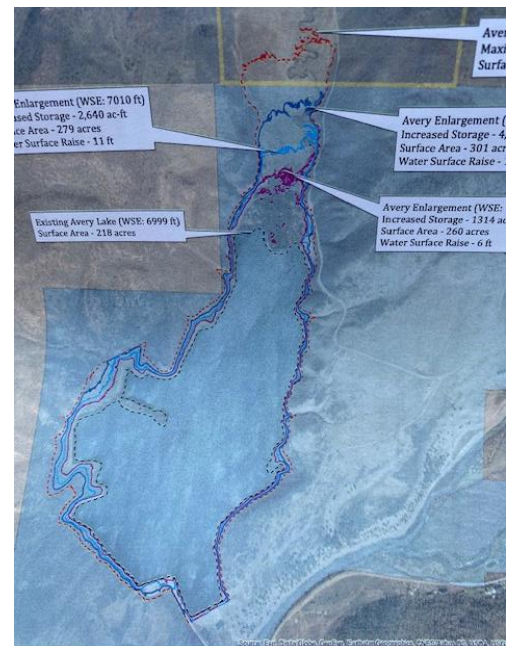 Aver
Maxi
Surfa
Enlargement (WSE: 7010 ft)
ased Storage - 2,640 ac-ft
ce Area - 279 acres
er Surface Raise - 11 ft
Avery Enlargement (
Increased Storage - 4,
Surface Area - 301 acr
Water Surface Raise -
Avery Enlargement (WSE:
Increased Storage - 1314 ac
Surface Area - 260 acres
Water Surface Raise - 6 ft
Existing Avery Lake (WSE: 6999 ft)
Surface Area - 218 acres